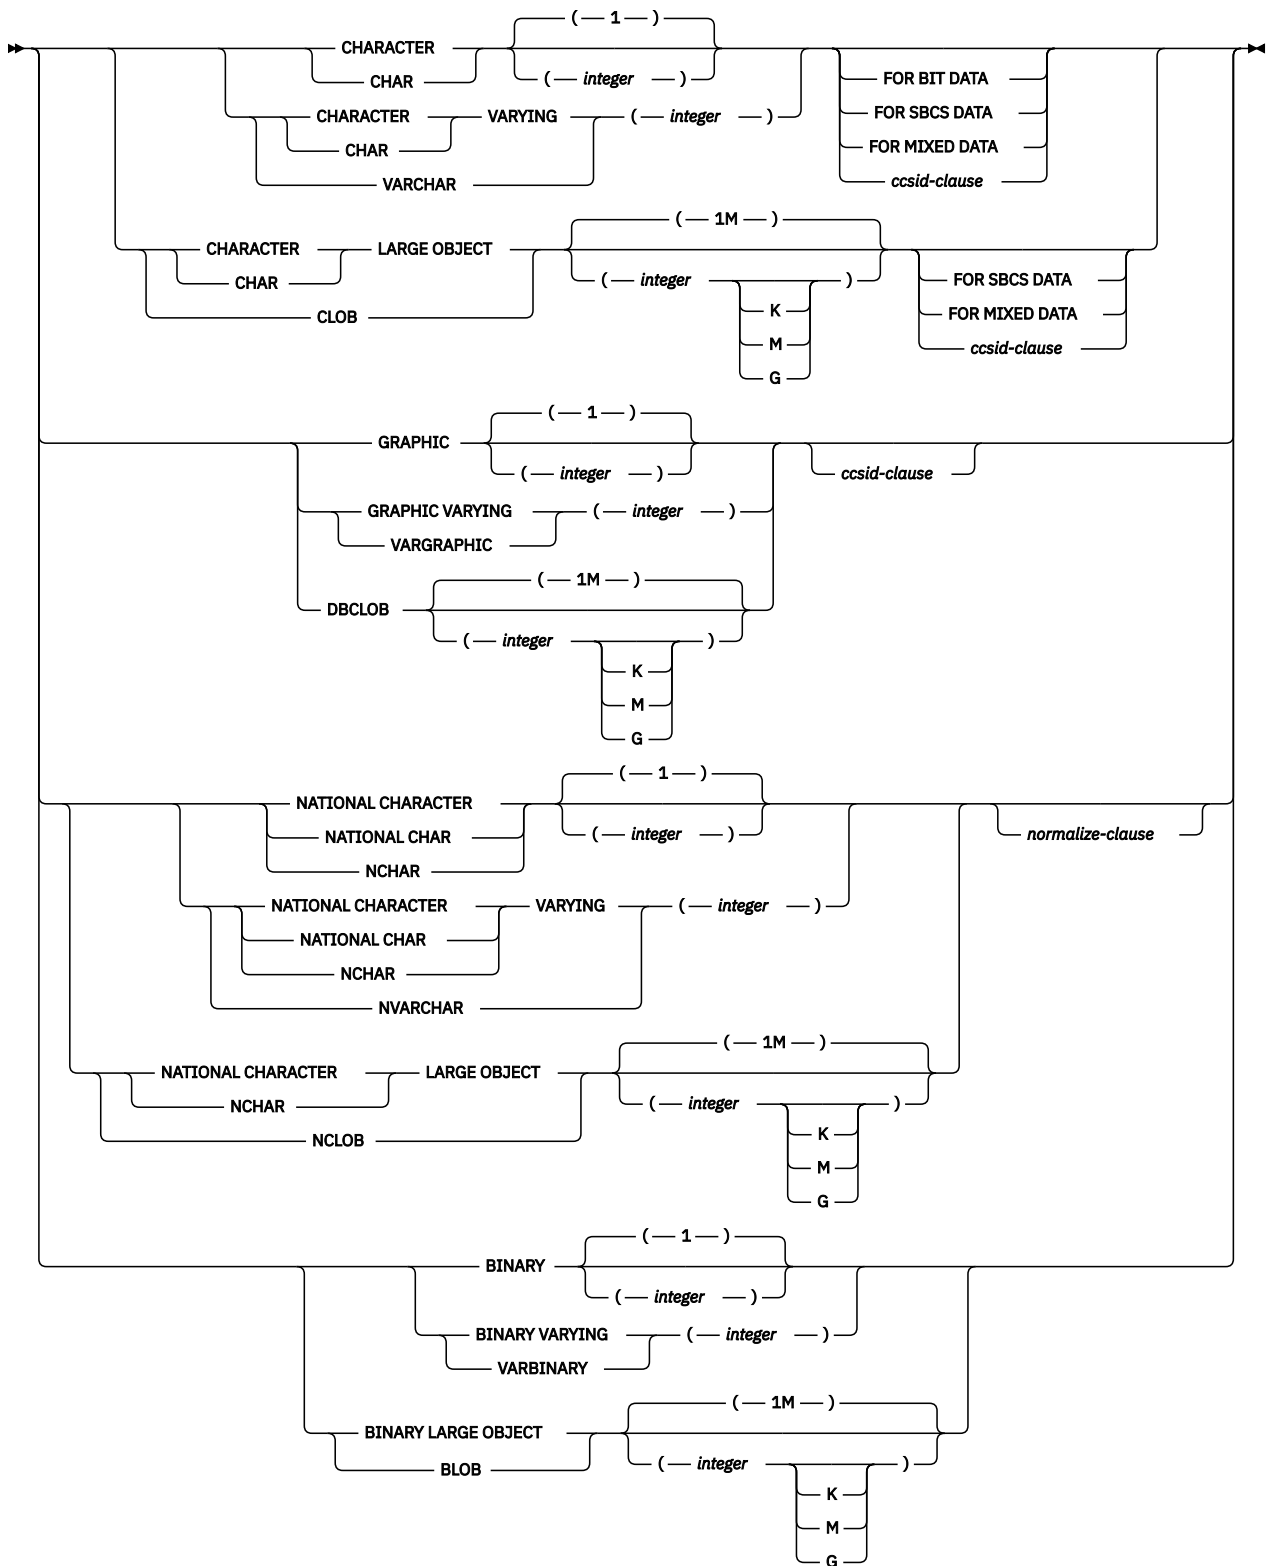 ( 1 )
CHARACTER
CHAR
( integer )
FOR BIT DATA
CHARACTER VARYING ( integer )
FOR SBCS DATA
CHAR
FOR MIXED DATA
VARCHAR
ccsid-clause
( 1M )
CHARACTER LARGE OBJECT
CHAR
( integer )
FOR SBCS DATA
CLOB
K
FOR MIXED DATA
M
ccsid-clause
G
( 1 )
GRAPHIC
( integer )
ccsid-clause
GRAPHIC VARYING ( integer )
VARGRAPHIC
( 1M )
DBCLOB
( integer )
K
M
G
( 1 )
NATIONAL CHARACTER
NATIONAL CHAR
( integer )
normalize-clause
NCHAR
NATIONAL CHARACTER VARYING ( integer )
NATIONAL CHAR
NCHAR
NVARCHAR
( 1M )
NATIONAL CHARACTER LARGE OBJECT
NCHAR
( integer )
NCLOB
K
M
G
( 1 )
BINARY
( integer )
BINARY VARYING ( integer )
VARBINARY
( 1M )
BINARY LARGE OBJECT
BLOB
( integer )
K
M
G